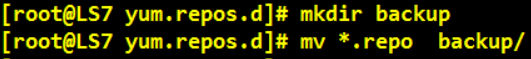 [root@LS7 yum.repos.d]# mkdir backup
[root@LS7 yum.repos.d]# mv *.repo  backup/